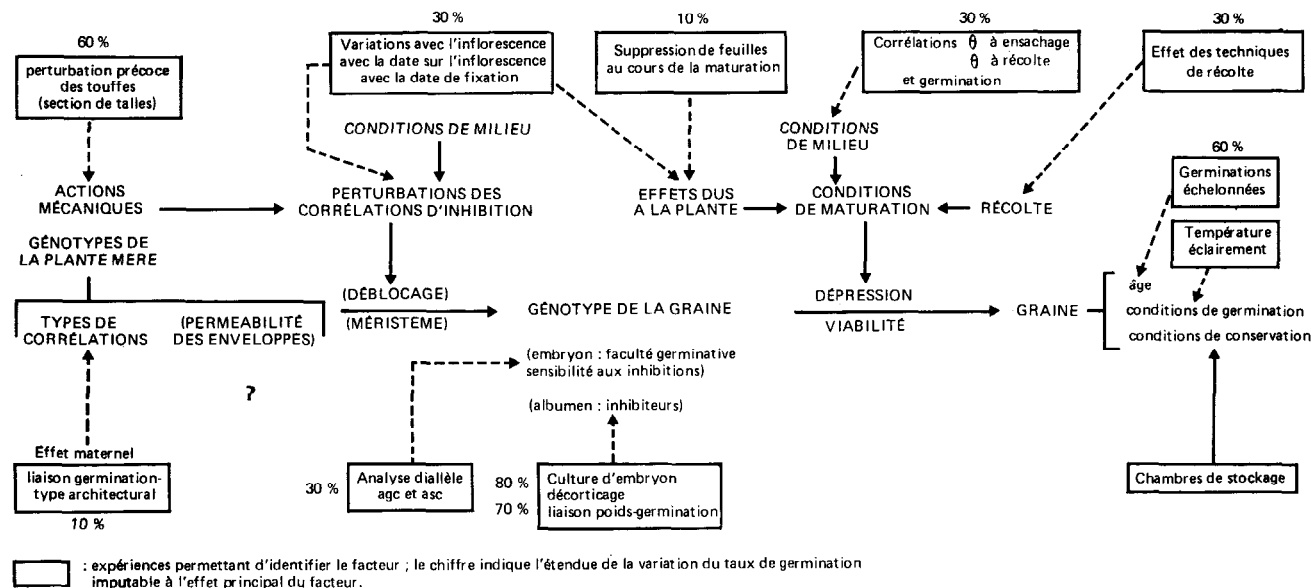 60 %
perturbation précoce
des touffes
(section de talles)
30 %
Variations avec l'inflorescence
avec la date sur l'inflorescence
avec la date de fixation
10 %
Suppression de feuilles
au cours de la maturation
30 %
Corrélations θ à ensachage
θ à récolte
et germination
30 %
Effet des techniques
de récolte
CONDITIONS DE MILIEU
CONDITIONS
DE MILIEU
60 %
Germinations
échelonnées
ACTIONS
MÉCANIQUES
PERTURBATIONS DES
CORRÉLATIONS D'INHIBITION
EFFETS DUS
A LA PLANTE
CONDITIONS
DE MATURATION
RÉCOLTE
Température
éclairement
GÉNOTYPES DE
LA PLANTE MERE
TYPES DE
CORRÉLATIONS
(PERMEABILITÉ
DES ENVELOPPES)
(DÉBLOCAGE)
(MÉRISTEME)
GÉNOTYPE DE LA GRAINE
DÉPRESSION
VIABILITÉ
GRAINE
âge
conditions de germination
conditions de conservation
(embryon : faculté germinative
sensibilité aux inhibitions)
?
(albumen : inhibiteurs)
Effet maternel
liaison germination-
type architectural
10 %
30 %
Analyse diallèle
agc et asc
80 %
70 %
Culture d'embryon
décorticage
liaison poids-germination
Chambres de stockage
: expériences permettant d'identifier le facteur ; le chiffre indique l'étendue de la variation du taux de germination
imputable à l'effet principal du facteur.